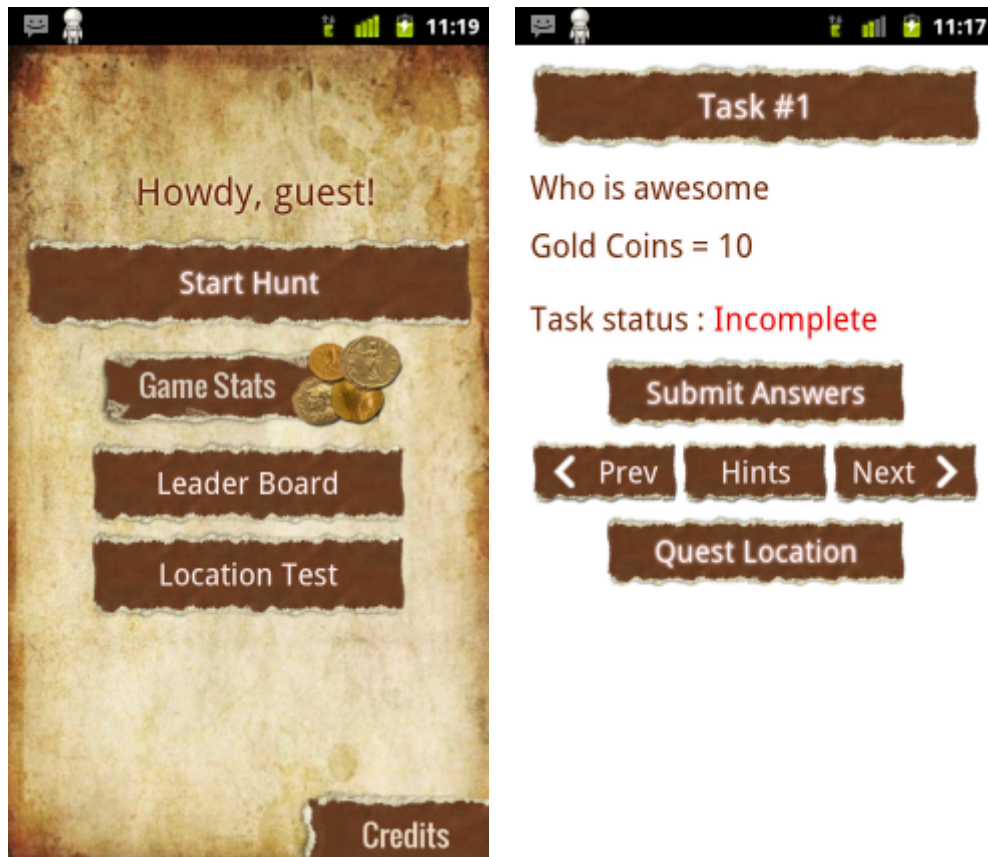 11:19
Howdy, guest!
Start Hunt
Game Stats
Leader Board
Location Test
Credits
11:17
Task #1
Who is awesome
Gold Coins = 10
Task status : Incomplete
Submit Answers
Prev Hints Next
Quest Location